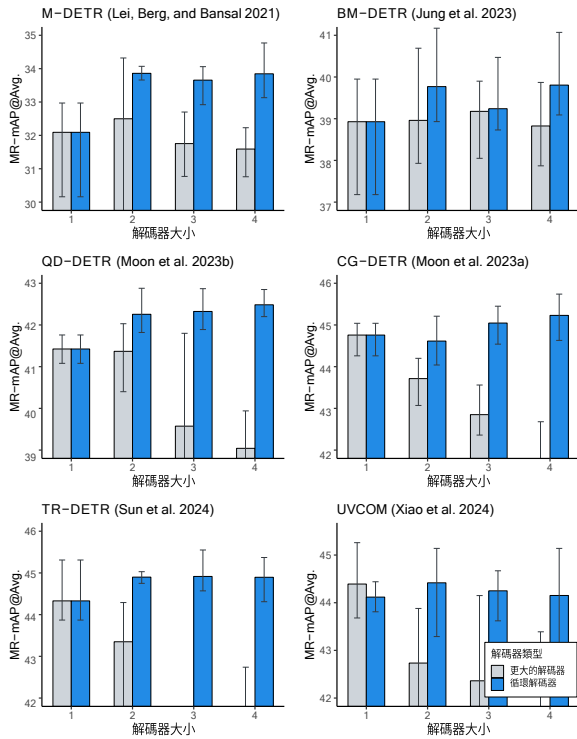 M−DETR (Lei, Berg, and Bansal 2021)
MR−mAP@Avg.
35
34
33
32
31
30
1 2 3 4
解碼器大小
BM−DETR (Jung et al. 2023)
MR−mAP@Avg.
41
40
39
38
37
1 2 3 4
解碼器大小
QD−DETR (Moon et al. 2023b)
MR−mAP@Avg.
43
42
41
40
39
1 2 3 4
解碼器大小
CG−DETR (Moon et al. 2023a)
MR−mAP@Avg.
45
44
43
42
1 2 3 4
解碼器大小
TR−DETR (Sun et al. 2024)
MR−mAP@Avg.
46
45
44
43
42
1 2 3 4
解碼器大小
UVCOM (Xiao et al. 2024)
MR−mAP@Avg.
45
44
43
42
1 2 3 4
解碼器大小
解碼器類型
更大的解碼器
循環解碼器